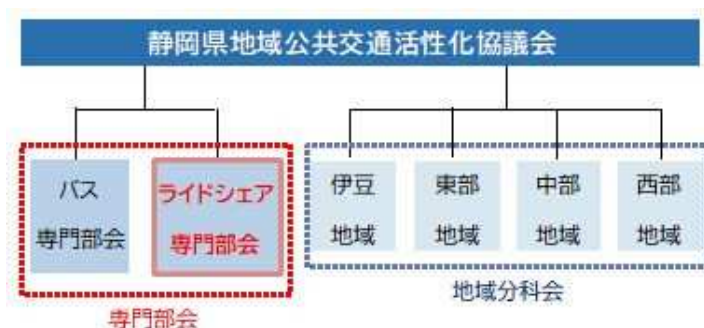 静岡県地域公共交通活性化協議会
バス
専門部会
ライドシェア
専門部会
伊豆
地域
東部
地域
中部
地域
西部
地域
専門部会
地域分科会